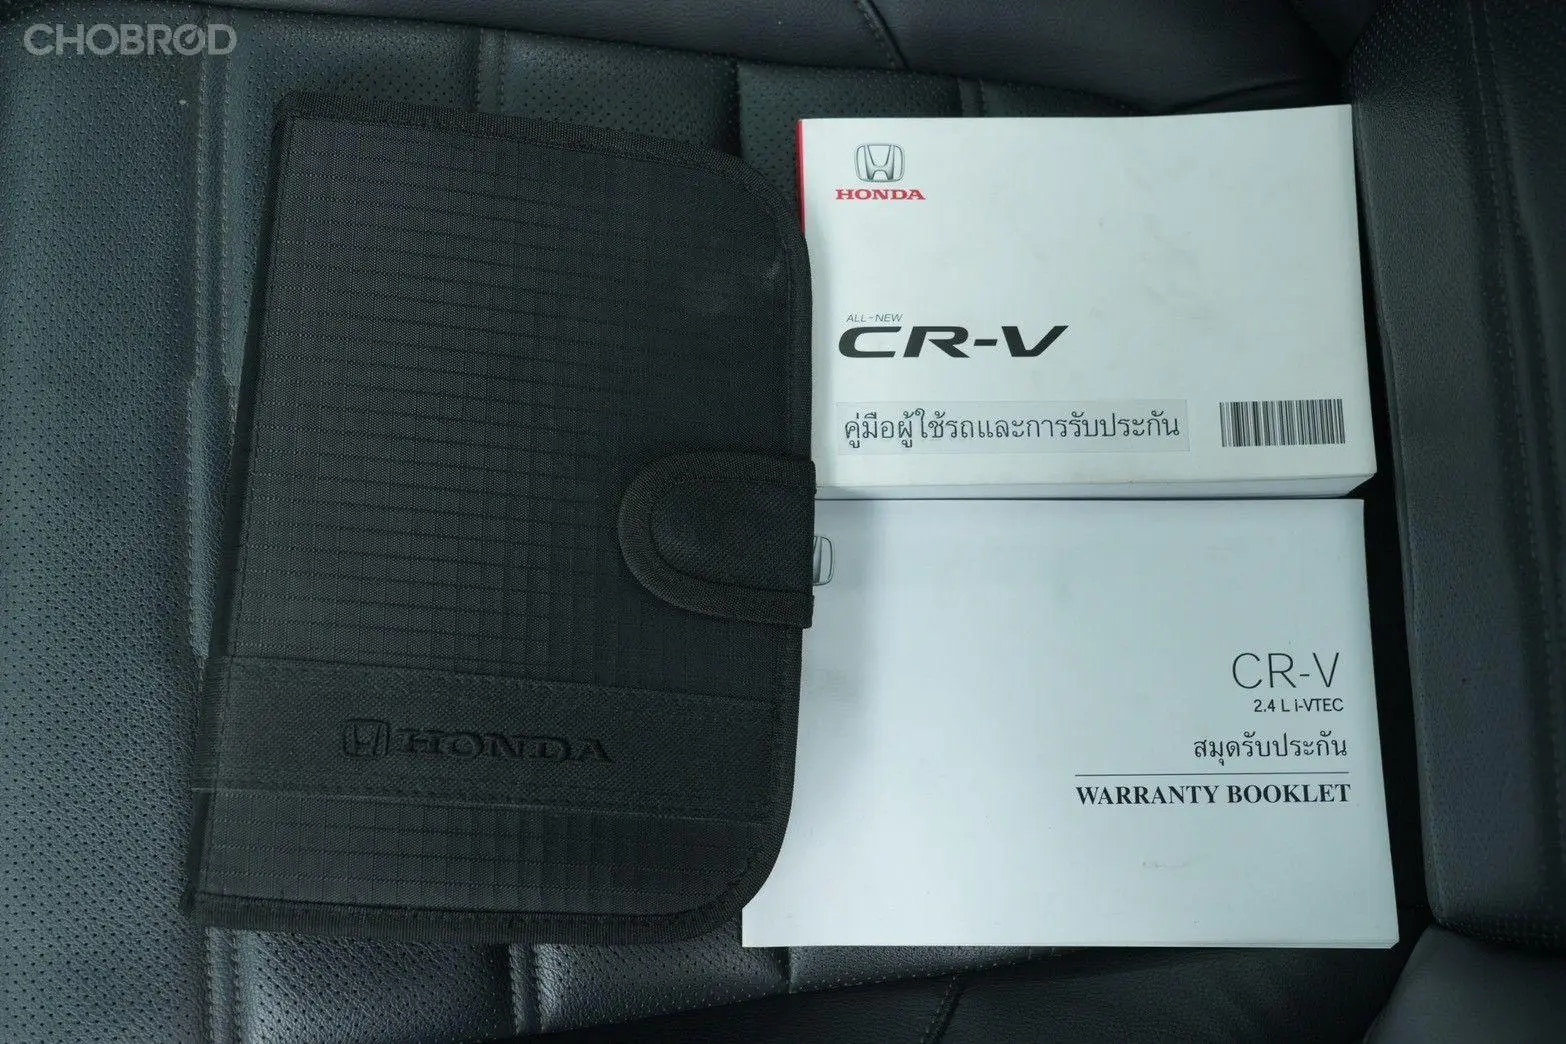 CHOBROD
HONDA
ALL-NEW
CR-V
คู่มือผู้ใช้รถและการรับประกัน
HONDA
CR-V
2.4 L i-VTEC
สมุดรับประกัน
WARRANTY BOOKLET